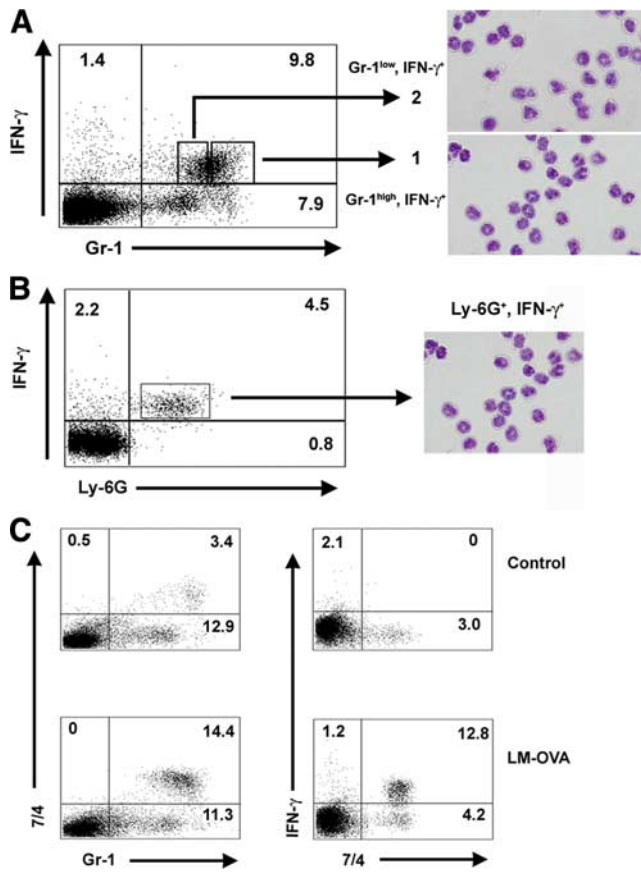 A
IFN-γ
1.4
9.8
7.9
Gr-1
Gr-1low, IFN-γ+
2
1
Gr-1high, IFN-γ+
B
IFN-γ
2.2
4.5
0.8
Ly-6G
Ly-6G+, IFN-γ+
C
0.5
3.4
12.9
2.1
0
3.0
Control
0
14.4
11.3
7/4
Gr-1
1.2
12.8
4.2
IFN-γ
7/4
LM-OVA